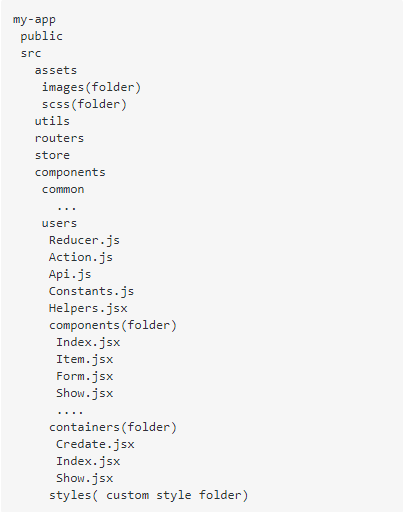 my-app
public
src
assets
images(folder)
scss(folder)
utils
routers
store
components
common
...
users
Reducer.js
Action.js
Api.js
Constants.js
Helpers.jsx
components(folder)
Index.jsx
Item.jsx
Form.jsx
Show.jsx
....
containers(folder)
Credate.jsx
Index.jsx
Show.jsx
styles( custom style folder)